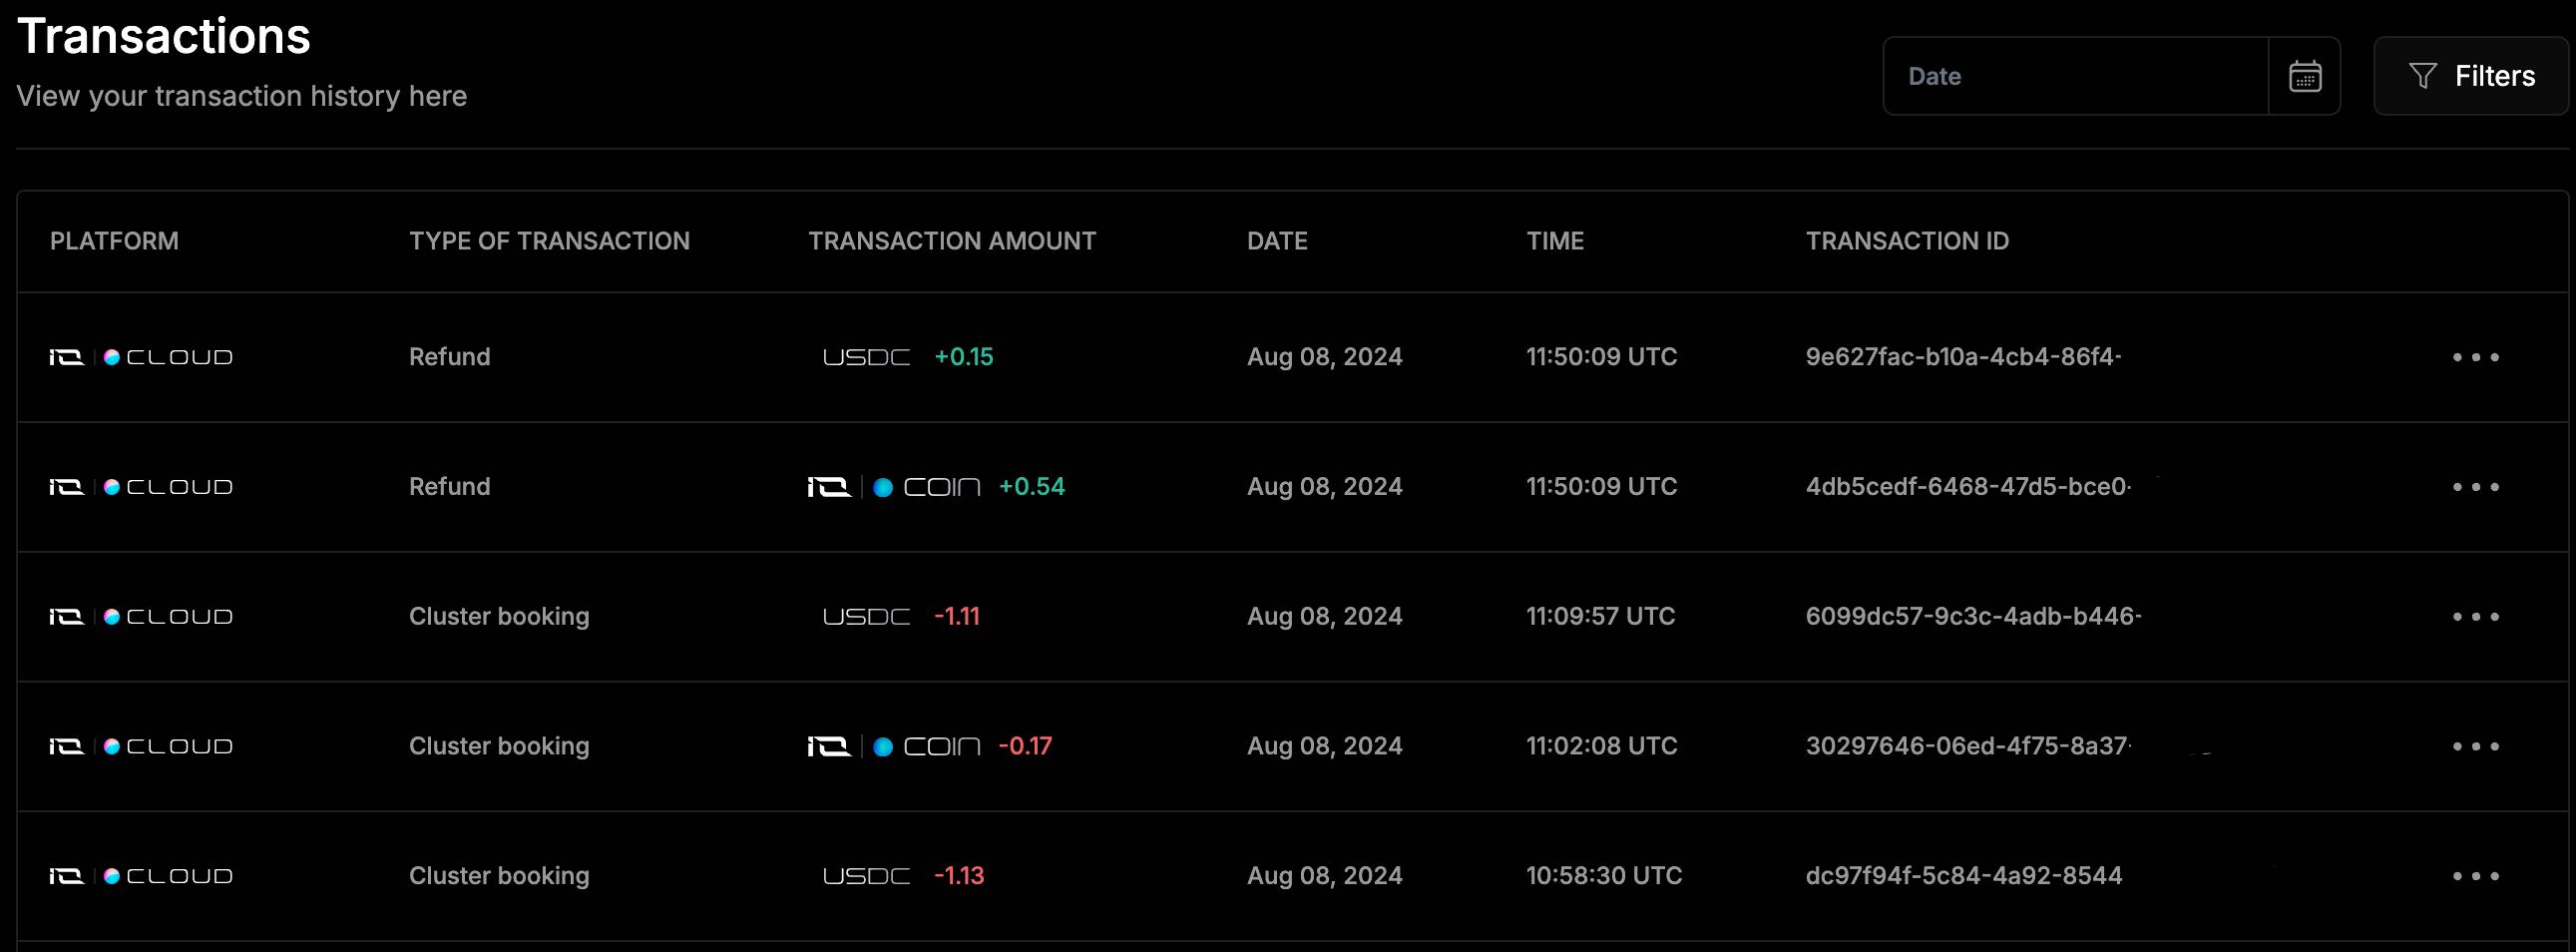 Transactions
View your transaction history here
Date
Filters
PLATFORM TYPE OF TRANSACTION TRANSACTION AMOUNT DATE TIME TRANSACTION ID
io CLOUD Refund USDC +0.15 Aug 08, 2024 11:50:09 UTC 9e627fac-b10a-4cb4-86f4-
io CLOUD Refund io COIN +0.54 Aug 08, 2024 11:50:09 UTC 4db5cedf-6468-47d5-bce0-
io CLOUD Cluster booking USDC -1.11 Aug 08, 2024 11:09:57 UTC 6099dc57-9c3c-4adb-b446-
io CLOUD Cluster booking io COIN -0.17 Aug 08, 2024 11:02:08 UTC 30297646-06ed-4f75-8a37-
io CLOUD Cluster booking USDC -1.13 Aug 08, 2024 10:58:30 UTC dc97f94f-5c84-4a92-8544